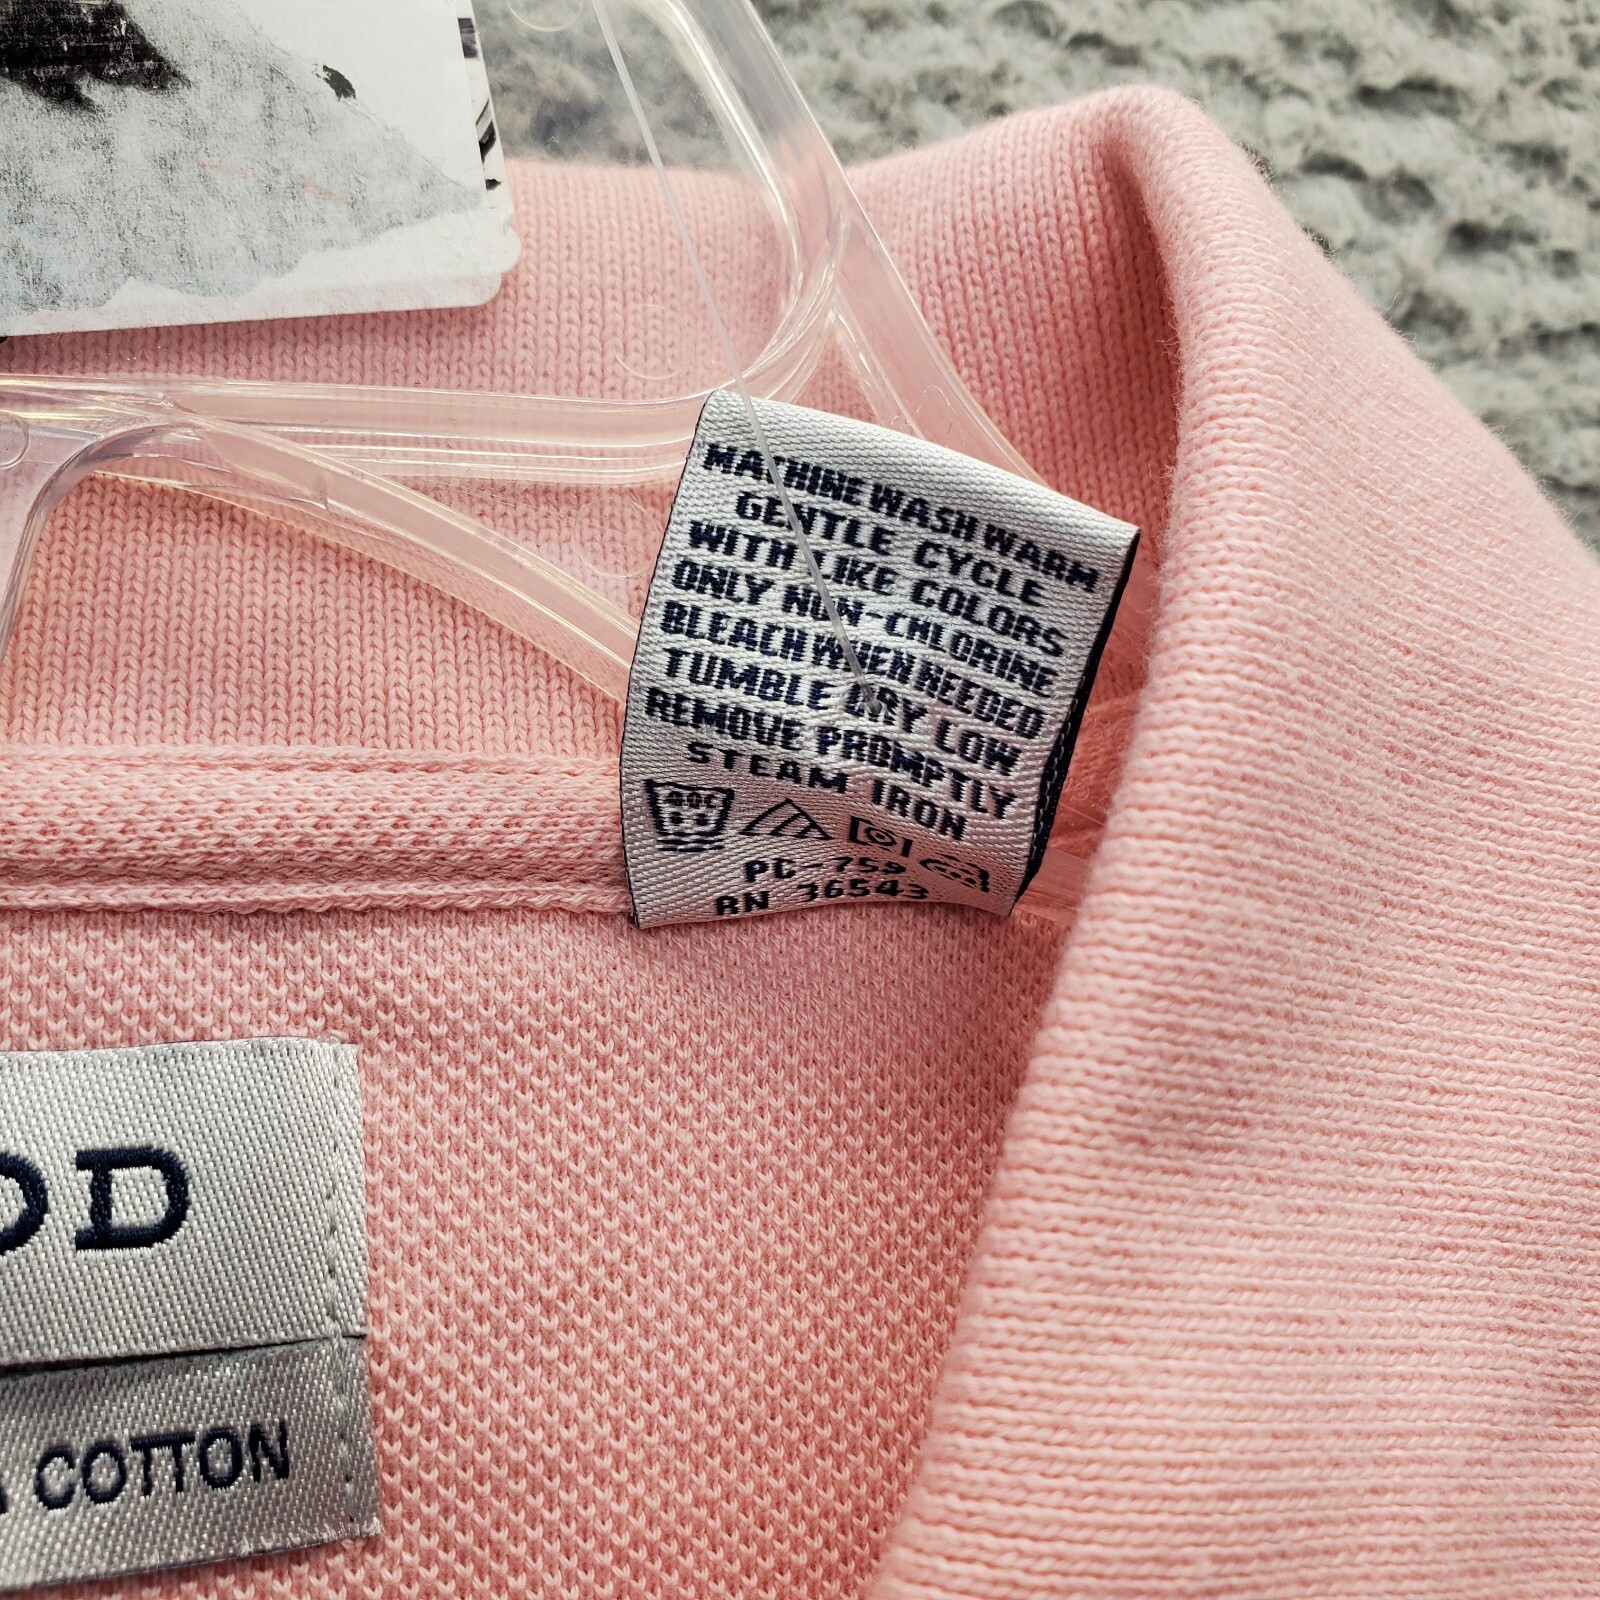 MACHINE WASH WARM
GENTLE CYCLE
WITH LIKE COLORS
ONLY NON-CHLORINE
BLEACH WHEN NEEDED
TUMBLE DRY LOW
REMOVE PROMPTLY
STEAM IRON
40C
PC-759
RN 36543
OD
COTTON